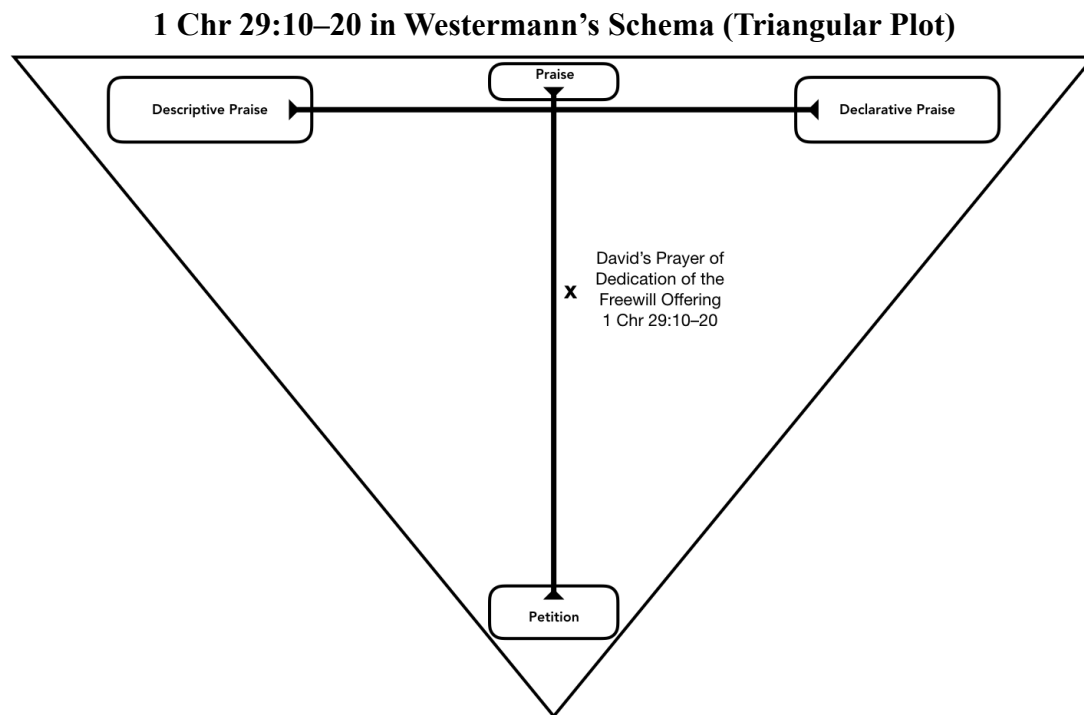 1 Chr 29:10–20 in Westermann’s Schema (Triangular Plot)
Praise
Descriptive Praise
Declarative Praise
David’s Prayer of
Dedication of the
Freewill Offering
1 Chr 29:10–20
x
Petition